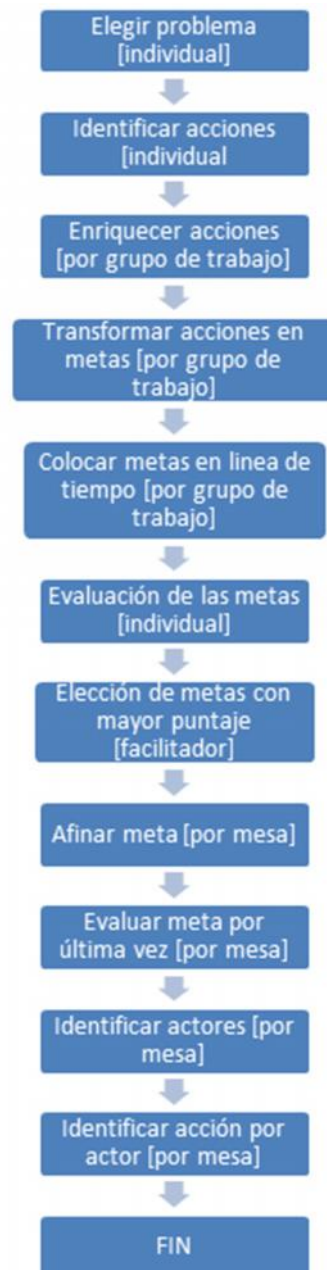 Elegir problema
[individual]
Identificar acciones
[individual
Enriquecer acciones
[por grupo de trabajo]
Transformar acciones en
metas [por grupo de
trabajo]
Colocar metas en linea de
tiempo [por grupo de
trabajo]
Evaluación de las metas
[individual]
Elección de metas con
mayor puntaje
[facilitador]
Afinar meta [por mesa]
Evaluar meta por
última vez [por mesa]
Identificar actores [por
mesa]
Identificar acción por
actor [por mesa]
FIN